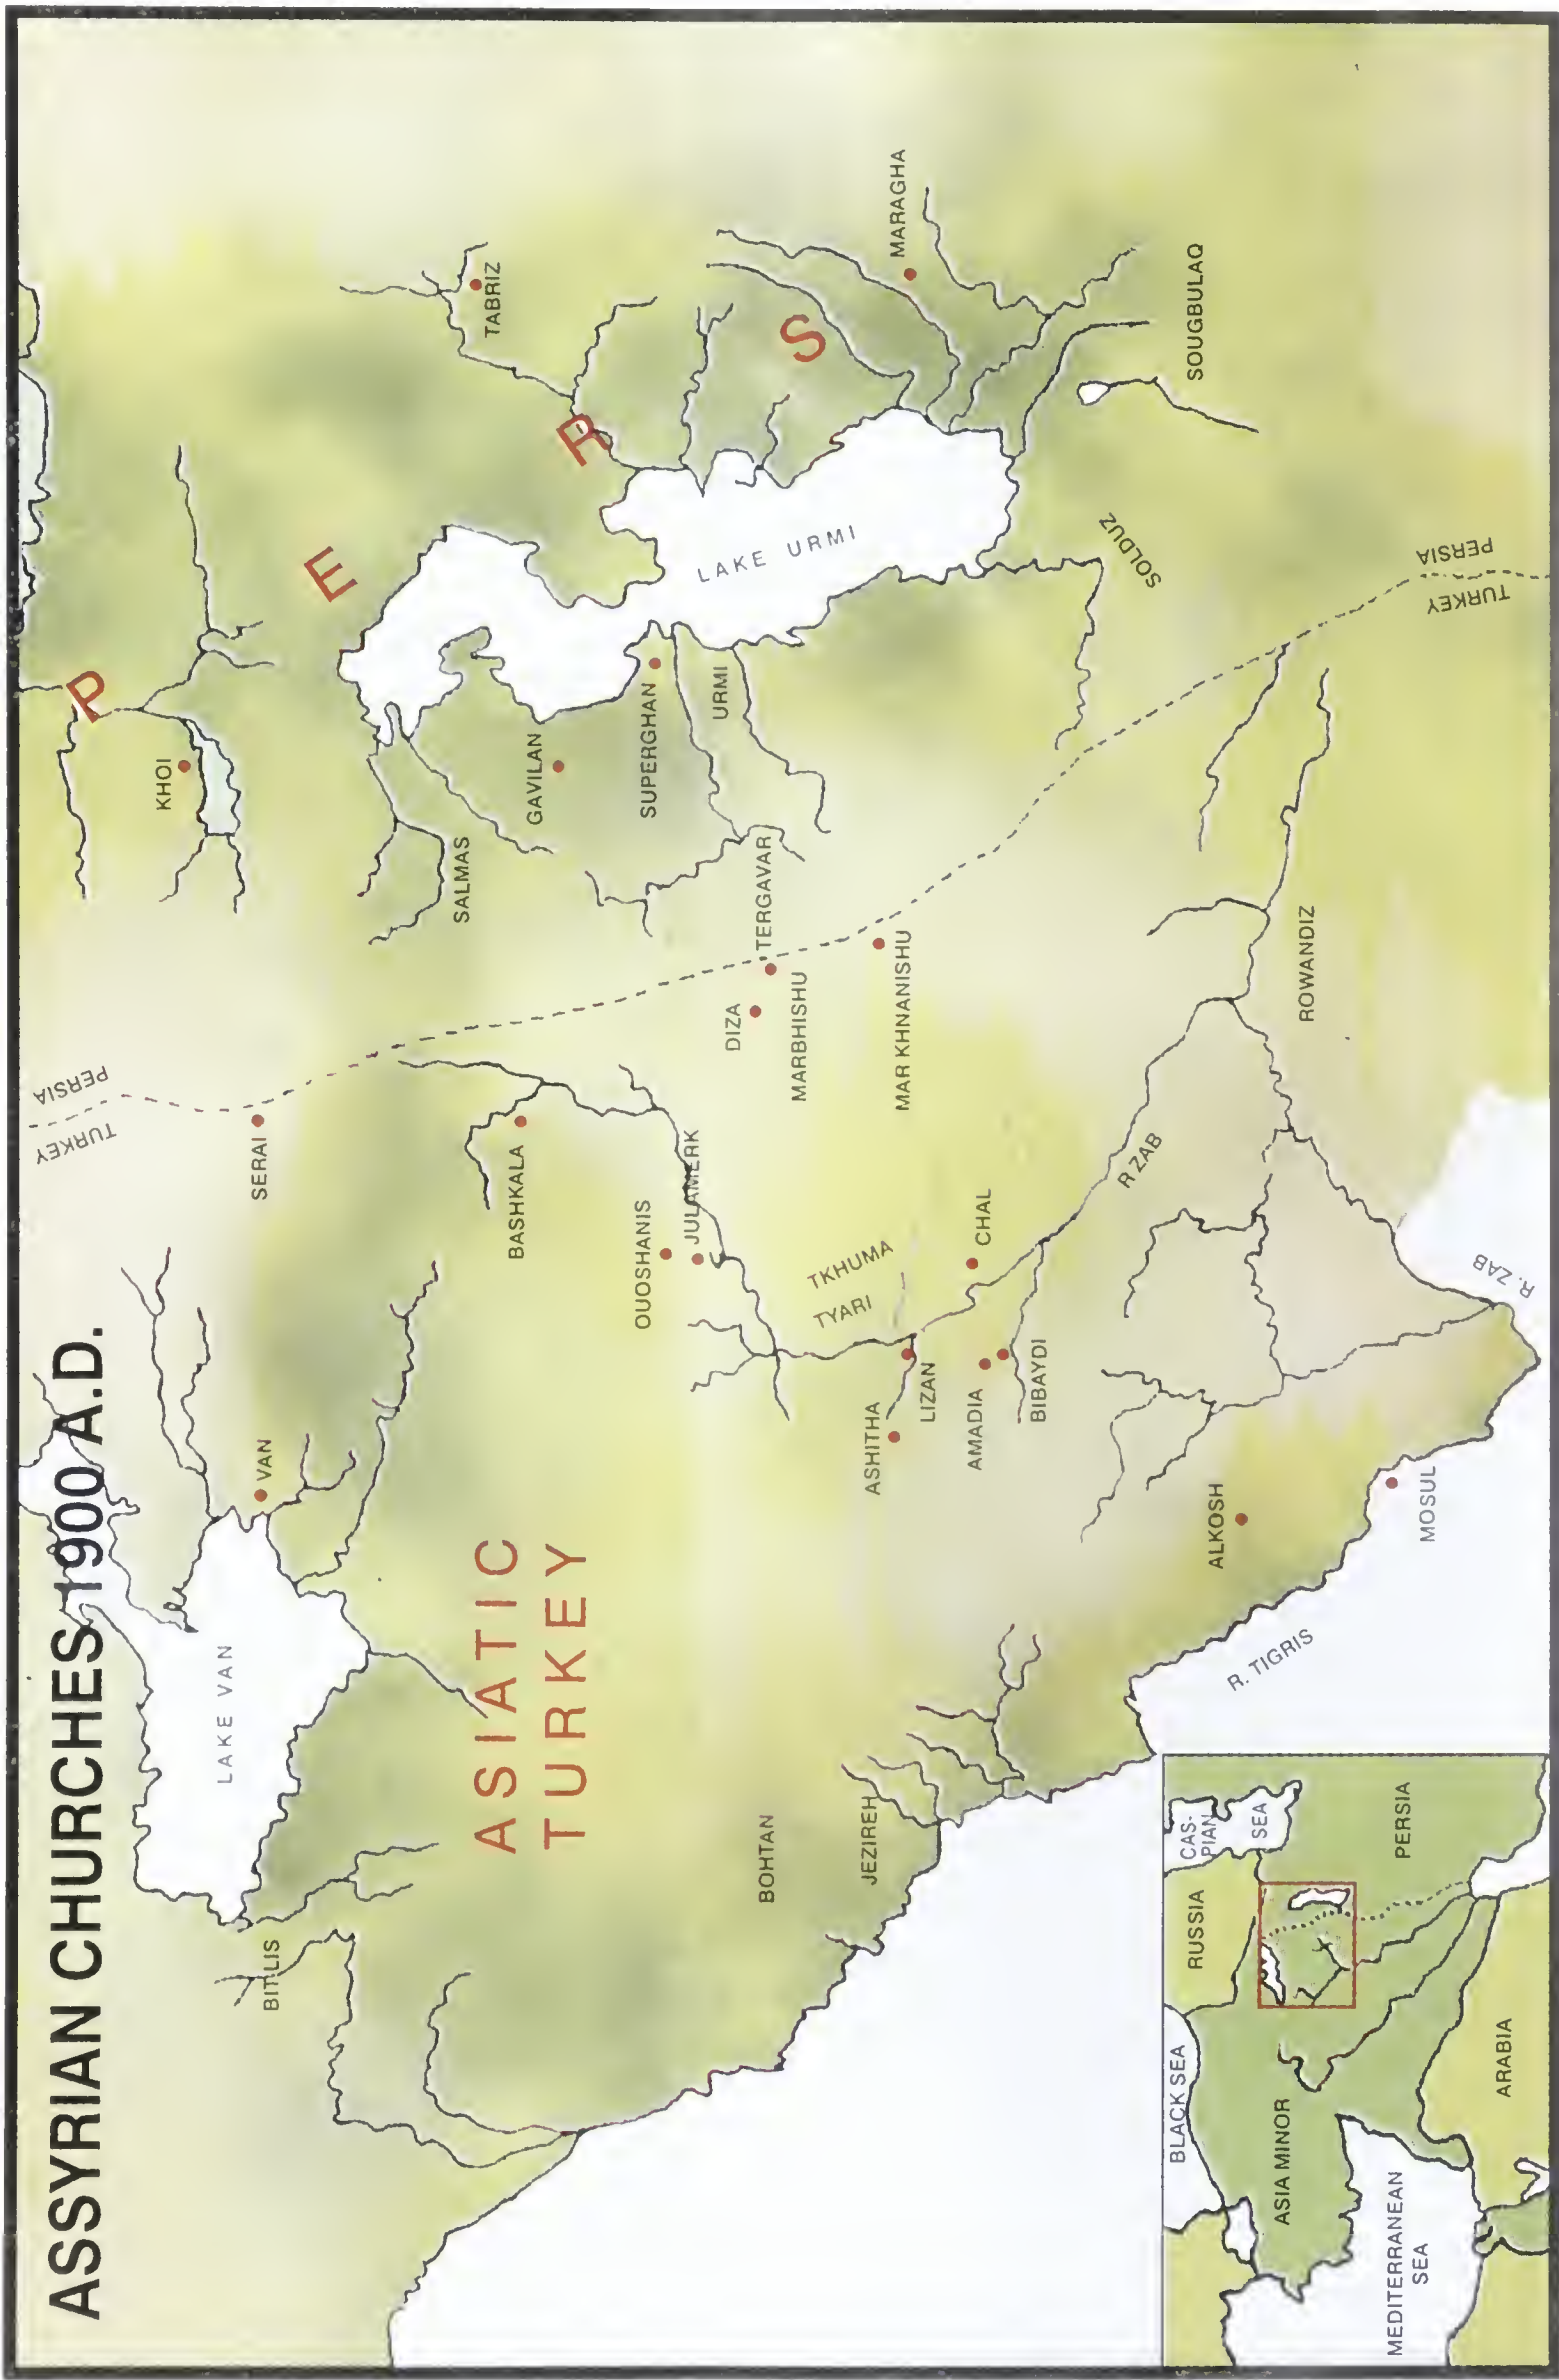 ASSYRIAN CHURCHES-1900 A.D.
TURKEY
PERSIA
P
E
R
S
KHOI
SERAI
VAN
LAKE VAN
BITLIS
TABRIZ
SALMAS
GAVILAN
SUPERGHAN
URMI
LAKE URMI
MARAGHA
SOUGBULAQ
SOLDUZ
BASHKALA
OUOSHANIS
JULAMERK
DIZA
TERGAVAR
MARBHISHU
MAR KHNANISHU
ASIATIC
TURKEY
TKHUMA
TYARI
CHAL
LIZAN
ASHITHA
AMADIA
BIBAYDI
R ZAB
ROWANDIZ
TURKEY
PERSIA
BOHTAN
JEZIREH
ALKOSH
MOSUL
R. TIGRIS
R. ZAB
BLACK SEA
RUSSIA
CAS-
PIAN
SEA
ASIA MINOR
PERSIA
MEDITERRANEAN
SEA
ARABIA